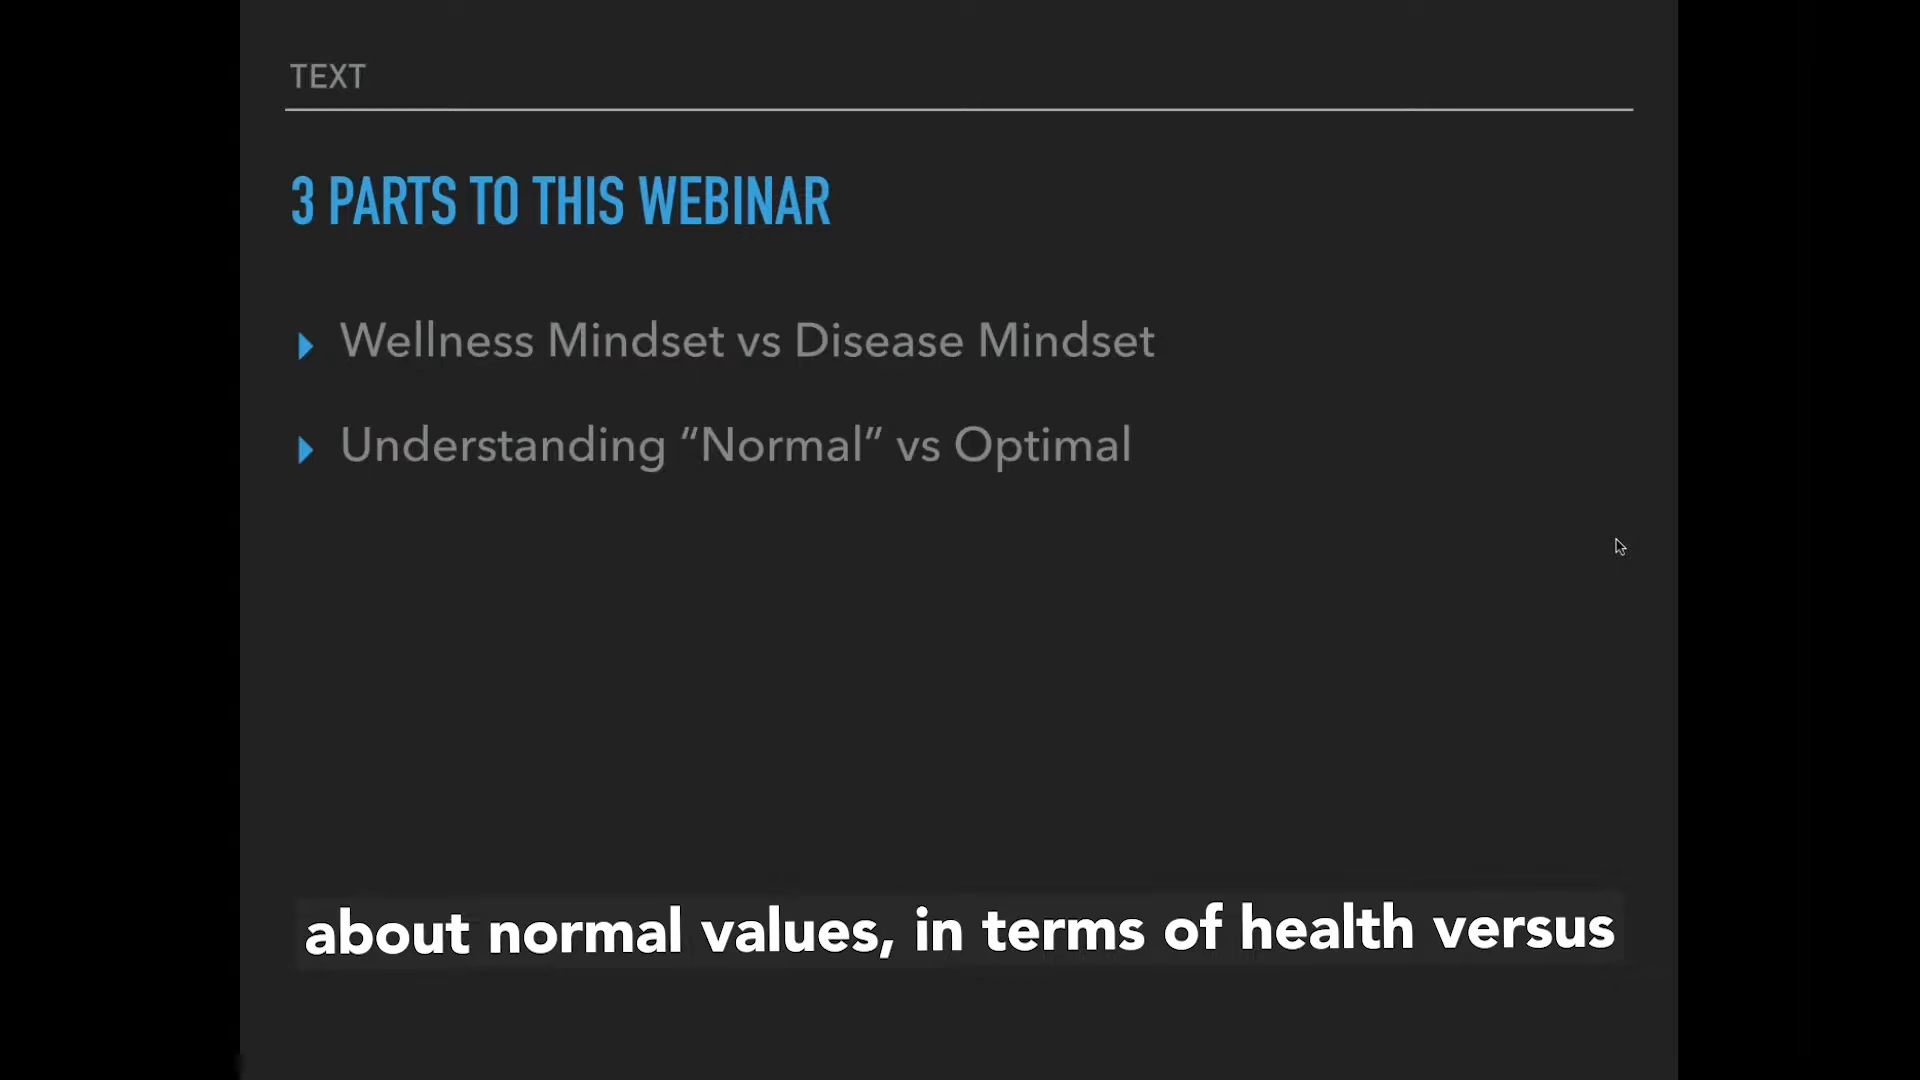 TEXT
3 PARTS TO THIS WEBINAR
Wellness Mindset vs Disease Mindset
Understanding “Normal” vs Optimal
about normal values, in terms of health versus